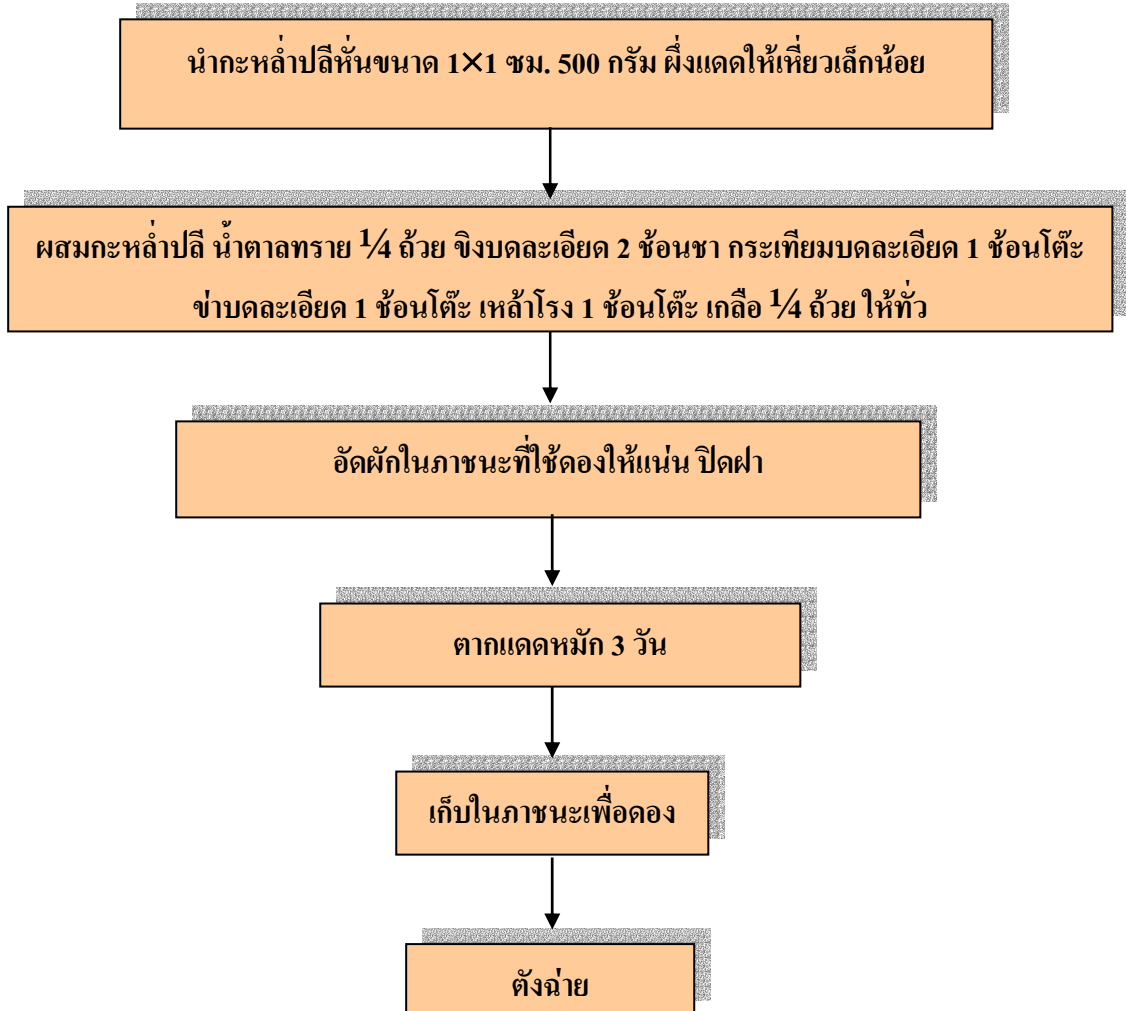 นำกะหล่ำปลีหั่นขนาด 1×1 ซม. 500 กรัม ผึ่งแดดให้เหี่ยวเล็กน้อย
ผสมกะหล่ำปลี น้ำตาลทราย ¼ ถ้วย ขิงบดละเอียด 2 ช้อนชา กระเทียมบดละเอียด 1 ช้อนโต๊ะ
ข่าบดละเอียด 1 ช้อนโต๊ะ เหล้าโรง 1 ช้อนโต๊ะ เกลือ ¼ ถ้วย ให้ทั่ว
อัดผักในภาชนะที่ใช้ดองให้แน่น ปิดฝา
ตากแดดหมัก 3 วัน
เก็บในภาชนะเพื่อดอง
ตังฉ่าย